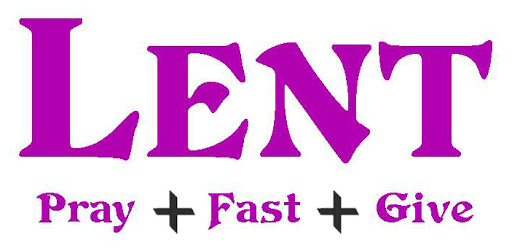 LENT
Pray + Fast + Give